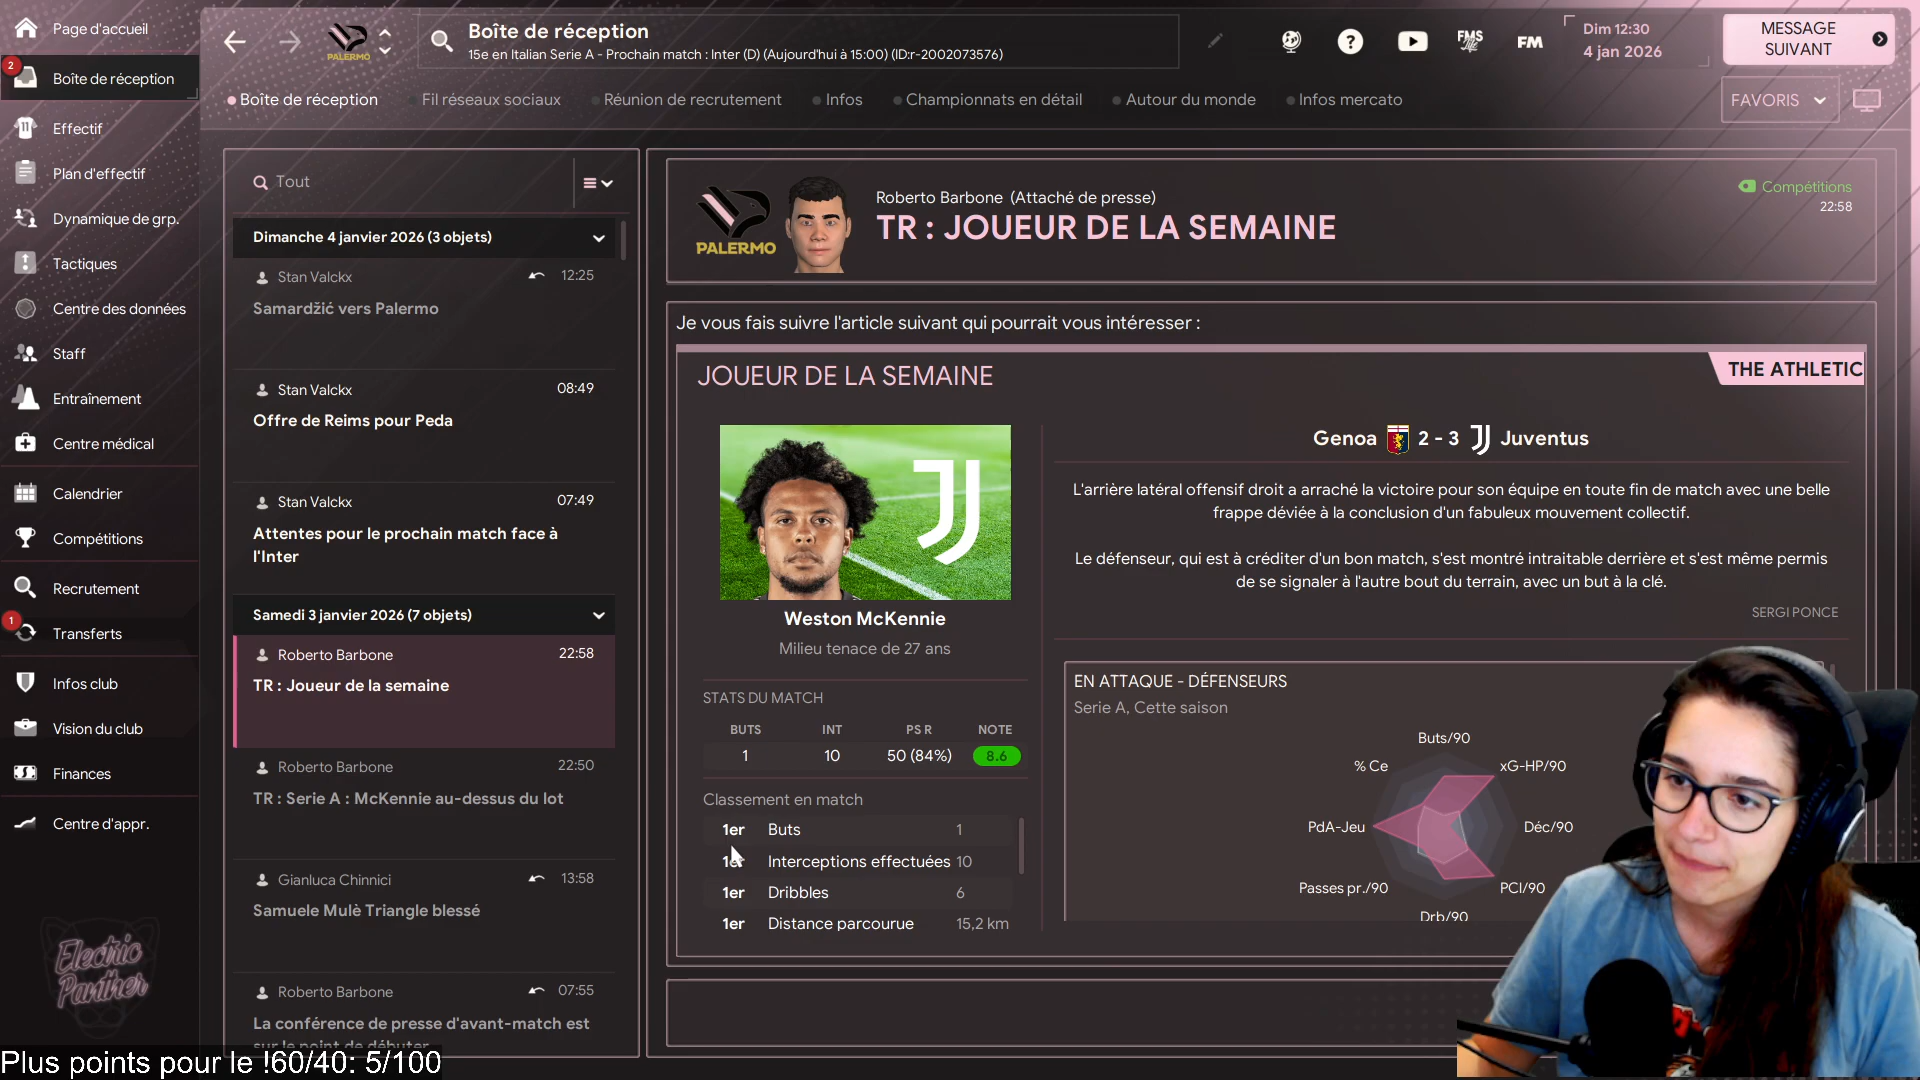 Page d'accueil
2
Boîte de réception
Effectif
11
Plan d'effectif
Dynamique de grp.
Tactiques
Centre des données
Staff
Entraînement
Centre médical
Calendrier
Compétitions
Recrutement
1
Transferts
Infos club
Vision du club
Finances
Centre d'appr.
Electric
Panther
PALERMO
Boîte de réception
15e en Italian Serie A - Prochain match : Inter (D) (Aujourd'hui à 15:00) (ID:r-2002073576)
FMS
life
FM
Dim 12:30
4 jan 2026
MESSAGE
SUIVANT
Boîte de réception
Fil réseaux sociaux
Réunion de recrutement
Infos
Championnats en détail
Autour du monde
Infos mercato
FAVORIS
Tout
Dimanche 4 janvier 2026 (3 objets)
Stan Valckx 12:25
Samardžić vers Palermo
Stan Valckx 08:49
Offre de Reims pour Peda
Stan Valckx 07:49
Attentes pour le prochain match face à
l'Inter
Samedi 3 janvier 2026 (7 objets)
Roberto Barbone 22:58
TR : Joueur de la semaine
Roberto Barbone 22:50
TR : Serie A : McKennie au-dessus du lot
Gianluca Chinnici 13:58
Samuele Mulè Triangle blessé
Roberto Barbone 07:55
La conférence de presse d'avant-match est
sur le point de débuter
PALERMO
Roberto Barbone (Attaché de presse)
TR : JOUEUR DE LA SEMAINE
Compétitions
22:58
Je vous fais suivre l'article suivant qui pourrait vous intéresser :
JOUEUR DE LA SEMAINE
THE ATHLETIC
Weston McKennie
Milieu tenace de 27 ans
STATS DU MATCH
BUTS INT PS R NOTE
1 10 50 (84%) 8.6
Classement en match
1er Buts 1
1er Interceptions effectuées 10
1er Dribbles 6
1er Distance parcourue 15,2 km
Genoa 2 - 3 Juventus
L'arrière latéral offensif droit a arraché la victoire pour son équipe en toute fin de match avec une belle
frappe déviée à la conclusion d'un fabuleux mouvement collectif.
Le défenseur, qui est à créditer d'un bon match, s'est montré intraitable derrière et s'est même permis
de se signaler à l'autre bout du terrain, avec un but à la clé.
SERGI PONCE
EN ATTAQUE - DÉFENSEURS
Serie A, Cette saison
Buts/90
% Ce
xG-HP/90
PdA-Jeu
Déc/90
Passes pr./90
PCl/90
Drb/90
Plus points pour le !60/40: 5/100